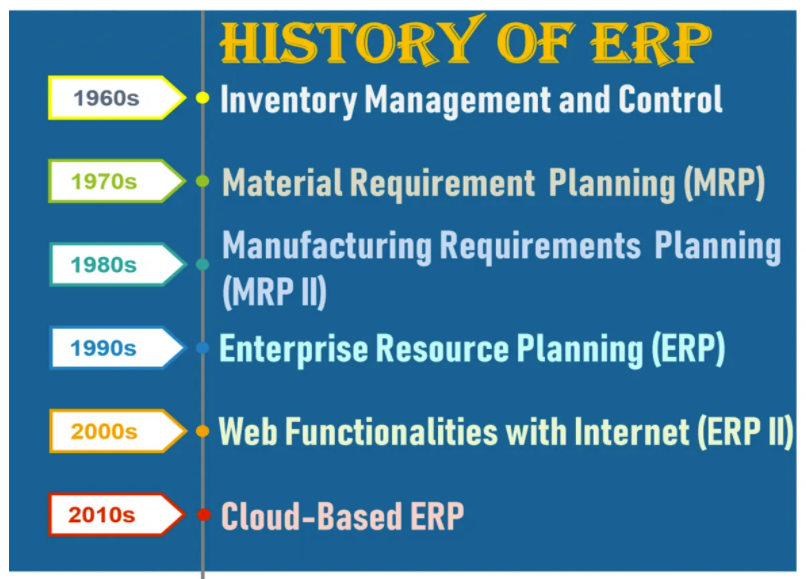 HISTORY OF ERP
1960s
Inventory Management and Control
1970s
Material Requirement Planning (MRP)
1980s
Manufacturing Requirements Planning
(MRP II)
1990s
Enterprise Resource Planning (ERP)
2000s
Web Functionalities with Internet (ERP II)
2010s
Cloud-Based ERP